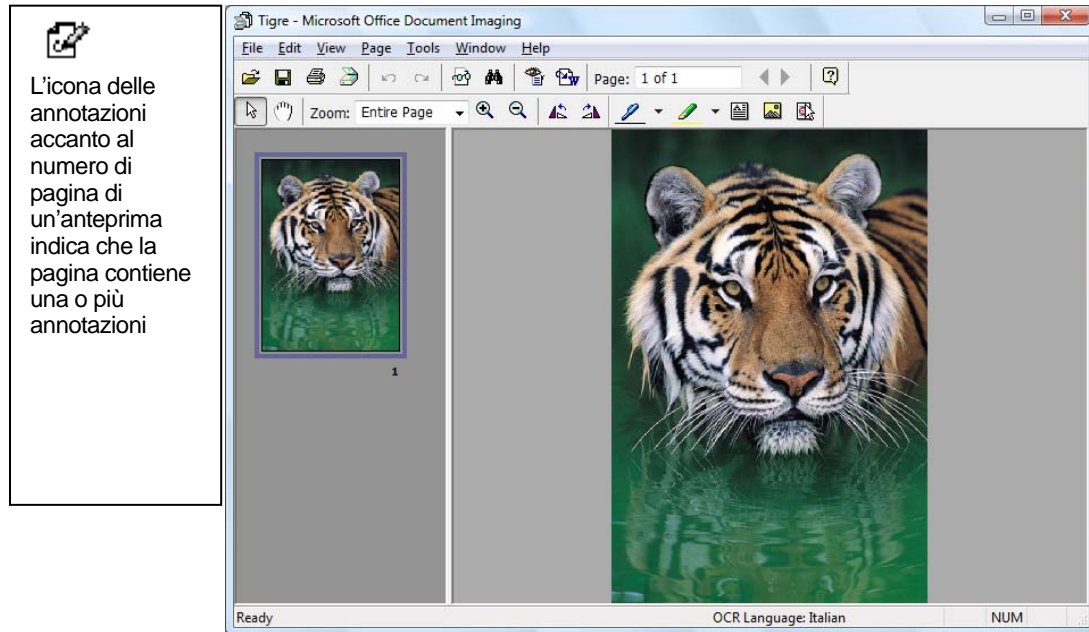 L'icona delle
annotazioni
accanto al
numero di
pagina di
un'anteprima
indica che la
pagina contiene
una o più
annotazioni
Tigre - Microsoft Office Document Imaging
File Edit View Page Tools Window Help
Page: 1 of 1
Zoom: Entire Page
1
Ready OCR Language: Italian NUM